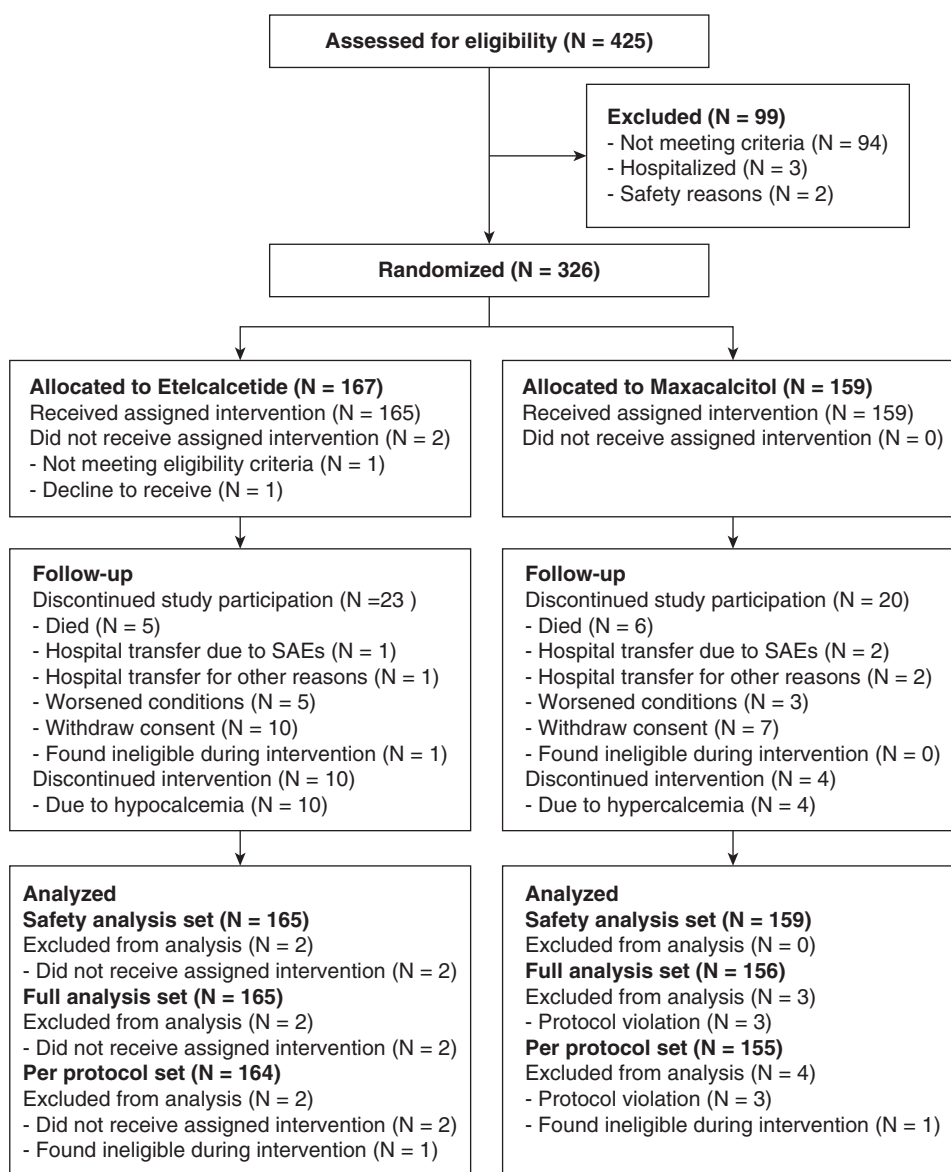 Assessed for eligibility (N = 425)
Excluded (N = 99)
- Not meeting criteria (N = 94)
- Hospitalized (N = 3)
- Safety reasons (N = 2)
Randomized (N = 326)
Allocated to Etelcalcetide (N = 167)
Received assigned intervention (N = 165)
Did not receive assigned intervention (N = 2)
- Not meeting eligibility criteria (N = 1)
- Decline to receive (N = 1)
Allocated to Maxacalcitol (N = 159)
Received assigned intervention (N = 159)
Did not receive assigned intervention (N = 0)
Follow-up
Discontinued study participation (N =23 )
- Died (N = 5)
- Hospital transfer due to SAEs (N = 1)
- Hospital transfer for other reasons (N = 1)
- Worsened conditions (N = 5)
- Withdraw consent (N = 10)
- Found ineligible during intervention (N = 1)
Discontinued intervention (N = 10)
- Due to hypocalcemia (N = 10)
Follow-up
Discontinued study participation (N = 20)
- Died (N = 6)
- Hospital transfer due to SAEs (N = 2)
- Hospital transfer for other reasons (N = 2)
- Worsened conditions (N = 3)
- Withdraw consent (N = 7)
- Found ineligible during intervention (N = 0)
Discontinued intervention (N = 4)
- Due to hypercalcemia (N = 4)
Analyzed
Safety analysis set (N = 165)
Excluded from analysis (N = 2)
- Did not receive assigned intervention (N = 2)
Full analysis set (N = 165)
Excluded from analysis (N = 2)
- Did not receive assigned intervention (N = 2)
Per protocol set (N = 164)
Excluded from analysis (N = 2)
- Did not receive assigned intervention (N = 2)
- Found ineligible during intervention (N = 1)
Analyzed
Safety analysis set (N = 159)
Excluded from analysis (N = 0)
Full analysis set (N = 156)
Excluded from analysis (N = 3)
- Protocol violation (N = 3)
Per protocol set (N = 155)
Excluded from analysis (N = 4)
- Protocol violation (N = 3)
- Found ineligible during intervention (N = 1)